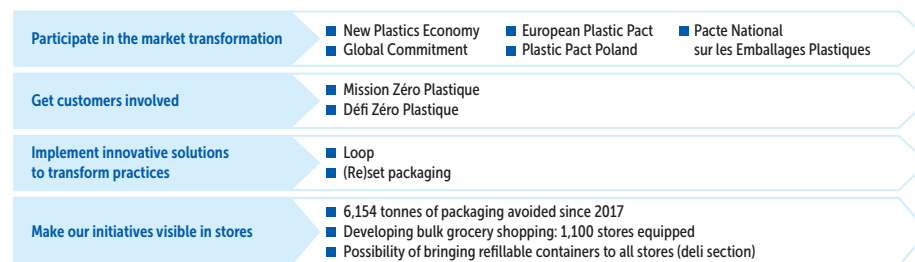 Participate in the market transformation
■ New Plastics Economy
■ Global Commitment
■ European Plastic Pact
■ Plastic Pact Poland
■ Pacte National
sur les Emballages Plastiques
Get customers involved
■ Mission Zéro Plastique
■ Défi Zéro Plastique
Implement innovative solutions
to transform practices
■ Loop
■ (Re)set packaging
Make our initiatives visible in stores
■ 6,154 tonnes of packaging avoided since 2017
■ Developing bulk grocery shopping: 1,100 stores equipped
■ Possibility of bringing refillable containers to all stores (deli section)